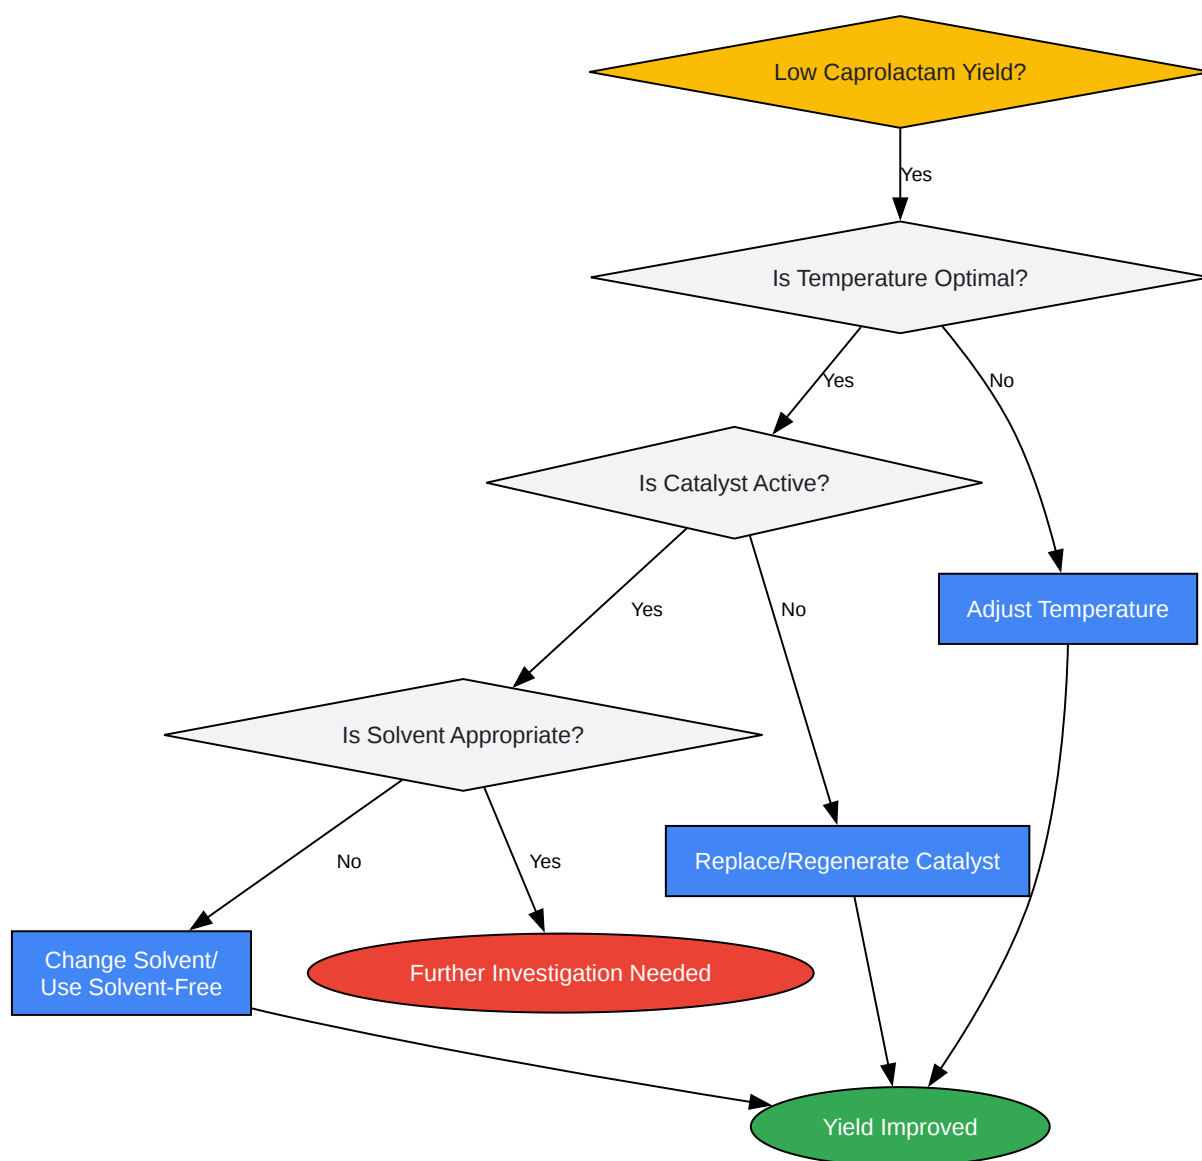 Low Caprolactam Yield?
Yes
Is Temperature Optimal?
Yes
No
Is Catalyst Active?
Yes
No
Adjust Temperature
Is Solvent Appropriate?
No
Yes
Replace/Regenerate Catalyst
Change Solvent/
Use Solvent-Free
Further Investigation Needed
Yield Improved